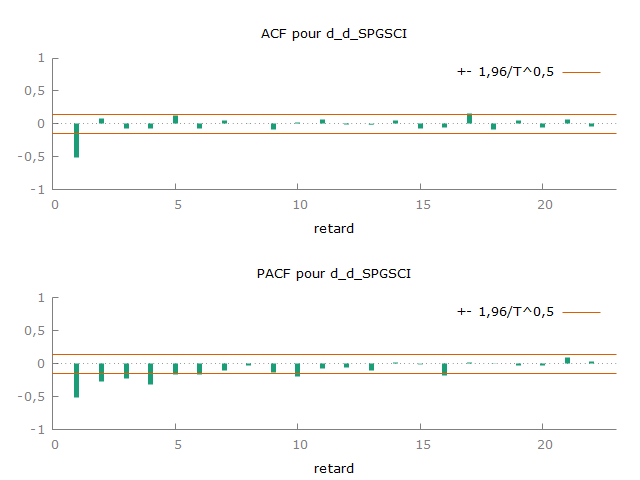 ACF pour d_d_SPGSCI
+- 1,96/T^0,5
1
0,5
0
-0,5
-1
0 5 10 15 20
retard
PACF pour d_d_SPGSCI
+- 1,96/T^0,5
1
0,5
0
-0,5
-1
0 5 10 15 20
retard